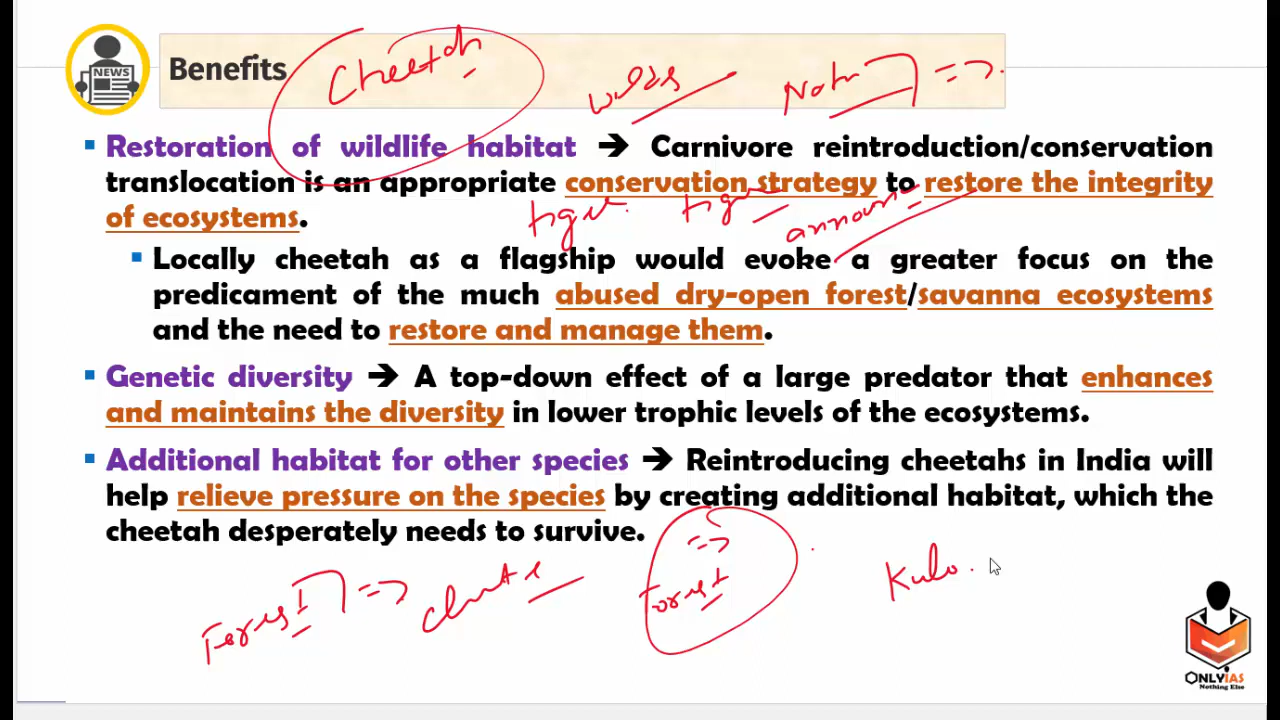 NEWS
Benefits
Cheetah
wilds
Restoration of wildlife habitat ➔ Carnivore reintroduction/conservation
translocation is an appropriate conservation strategy to restore the integrity
of ecosystems.
tiger tiger
Locally cheetah as a flagship would evoke a greater focus on the
predicament of the much abused dry-open forest/savanna ecosystems
and the need to restore and manage them.
Genetic diversity ➔ A top-down effect of a large predator that enhances
and maintains the diversity in lower trophic levels of the ecosystems.
Additional habitat for other species ➔ Reintroducing cheetahs in India will
help relieve pressure on the species by creating additional habitat, which the
cheetah desperately needs to survive.
Forest ⇒
⇒ Forest
Kuno.
ONLYIAS
Nothing Else